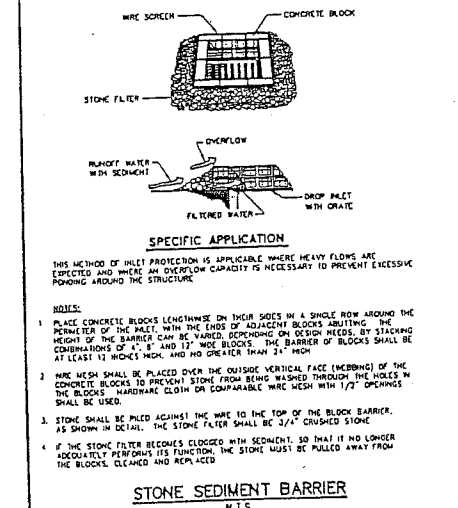 WIRE SCREEN
CONCRETE BLOCK
STONE FILTER
OVERFLOW
RUNOFF WATER
WITH SEDIMENT
DROP INLET
WITH GRATE
FILTERED WATER
SPECIFIC APPLICATION
THIS METHOD OF INLET PROTECTION IS APPLICABLE WHERE HEAVY FLOWS ARE
EXPECTED AND WHERE AN OVERFLOW CAPACITY IS NECESSARY TO PREVENT EXCESSIVE
PONDING AROUND THE STRUCTURE
NOTES:
1 PLACE CONCRETE BLOCKS LENGTHWISE ON THEIR SIDES IN A SINGLE ROW AROUND THE
PERIMETER OF THE INLET, WITH THE ENDS OF ADJACENT BLOCKS ABUTTING. THE
HEIGHT OF THE BARRIER CAN BE VARIED, DEPENDING ON DESIGN NEEDS, BY STACKING
COMBINATIONS OF 4", 8" AND 12" WIDE BLOCKS. THE BARRIER OF BLOCKS SHALL BE
AT LEAST 12 INCHES HIGH, AND NO GREATER THAN 24" HIGH
2 WIRE MESH SHALL BE PLACED OVER THE OUTSIDE VERTICAL FACE (WEBBING) OF THE
CONCRETE BLOCKS TO PREVENT STONE FROM BEING WASHED THROUGH THE HOLES IN
THE BLOCKS HARDWARE CLOTH OR COMPARABLE WIRE MESH WITH 1/2" OPENINGS
SHALL BE USED.
3. STONE SHALL BE PILED AGAINST THE WIRE TO THE TOP OF THE BLOCK BARRIER,
AS SHOWN IN DETAIL. THE STONE FILTER SHALL BE 3/4" CRUSHED STONE
4 IF THE STONE FILTER BECOMES CLOGGED WITH SEDIMENT, SO THAT IT NO LONGER
ADEQUATELY PERFORMS ITS FUNCTION, THE STONE MUST BE PULLED AWAY FROM
THE BLOCKS, CLEANED AND REPLACED
STONE SEDIMENT BARRIER
N.T.S.